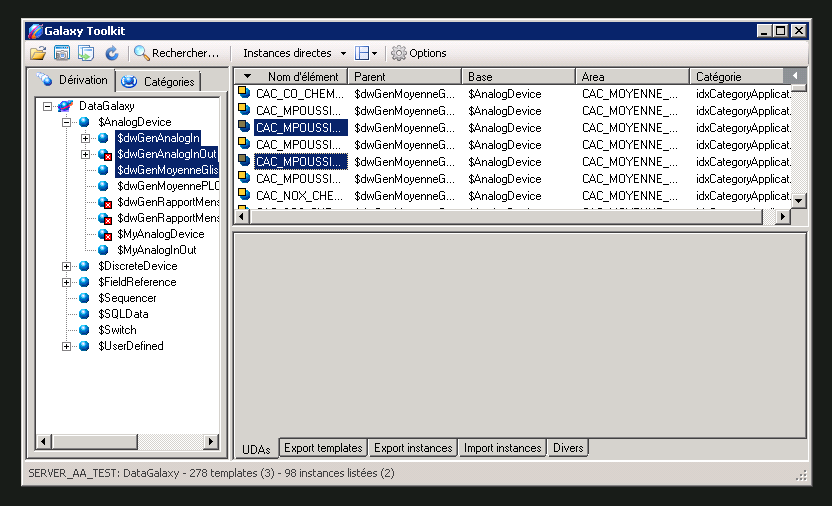 Galaxy Toolkit
Rechercher... Instances directes Options
Dérivation Catégories
DataGalaxy
$AnalogDevice
$dwGenAnalogIn
$dwGenAnalogInOut
$dwGenMoyenneGlis
$dwGenMoyennePLC
$dwGenRapportMens
$dwGenRapportMens
$MyAnalogDevice
$MyAnalogInOut
$DiscreteDevice
$FieldReference
$Sequencer
$SQLData
$Switch
$UserDefined
Nom d'élément Parent Base Area Catégorie
CAC_CO_CHEM... $dwGenMoyenneG... $AnalogDevice CAC_MOYENNE_... idxCategoryApplicat.
CAC_MPOUSSI... $dwGenMoyenneG... $AnalogDevice CAC_MOYENNE_... idxCategoryApplicat.
CAC_MPOUSSI... $dwGenMoyenneG... $AnalogDevice CAC_MOYENNE_... idxCategoryApplicat.
CAC_MPOUSSI... $dwGenMoyenneG... $AnalogDevice CAC_MOYENNE_... idxCategoryApplicat.
CAC_MPOUSSI... $dwGenMoyenneG... $AnalogDevice CAC_MOYENNE_... idxCategoryApplicat.
CAC_MPOUSSI... $dwGenMoyenneG... $AnalogDevice CAC_MOYENNE_... idxCategoryApplicat.
CAC_NOX_CHE... $dwGenMoyenneG... $AnalogDevice CAC_MOYENNE_... idxCategoryApplicat.
UDAs Export templates Export instances Import instances Divers
SERVER_AA_TEST: DataGalaxy - 278 templates (3) - 98 instances listées (2)